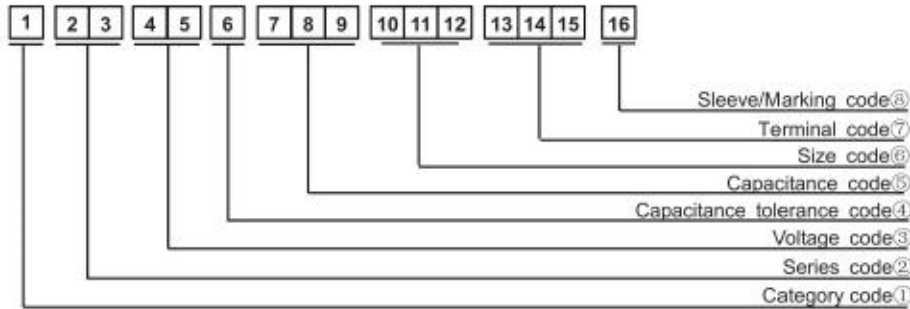 1 2 3 4 5 6 7 8 9 10 11 12 13 14 15 16
Sleeve/Marking code⑧
Terminal code⑦
Size code⑥
Capacitance code⑤
Capacitance tolerance code④
Voltage code③
Series code②
Category code①